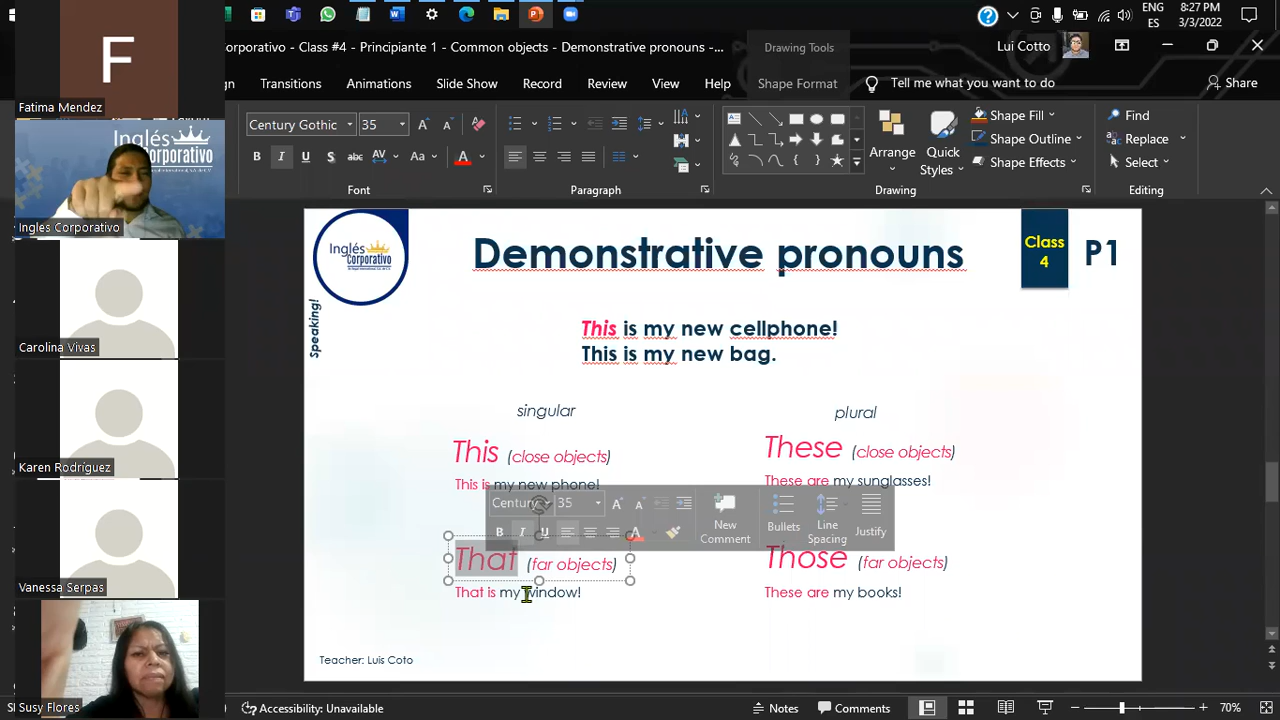 Fatima Mendez
F
Inglés
Corporativo
Ingles Corporativo
Carolina Vivas
Karen Rodríguez
Vanessa Serpas
Susy Flores
ENG
ES
8:27 PM
3/3/2022
orporativo - Class #4 - Principiante 1 - Common objects - Demonstrative pronouns -...
Drawing Tools
Lui Cotto
gn Transitions Animations Slide Show Record Review View Help Shape Format Tell me what you want to do Share
Century Gothic 35
Font
Paragraph
Arrange
Quick
Styles
Shape Fill
Shape Outline
Shape Effects
Drawing
Find
Replace
Select
Editing
Inglés
Corporativo
Demonstrative pronouns
Class
4
P1
Speaking!
This is my new cellphone!
This is my new bag.
singular
plural
This (close objects)
This is my new phone!
These (close objects)
These are my sunglasses!
Century 35
New
Comment
Bullets
Line
Spacing
Justify
That (far objects)
That is my window!
Those (far objects)
These are my books!
Teacher: Luis Coto
Accessibility: Unavailable
Notes
Comments
70%